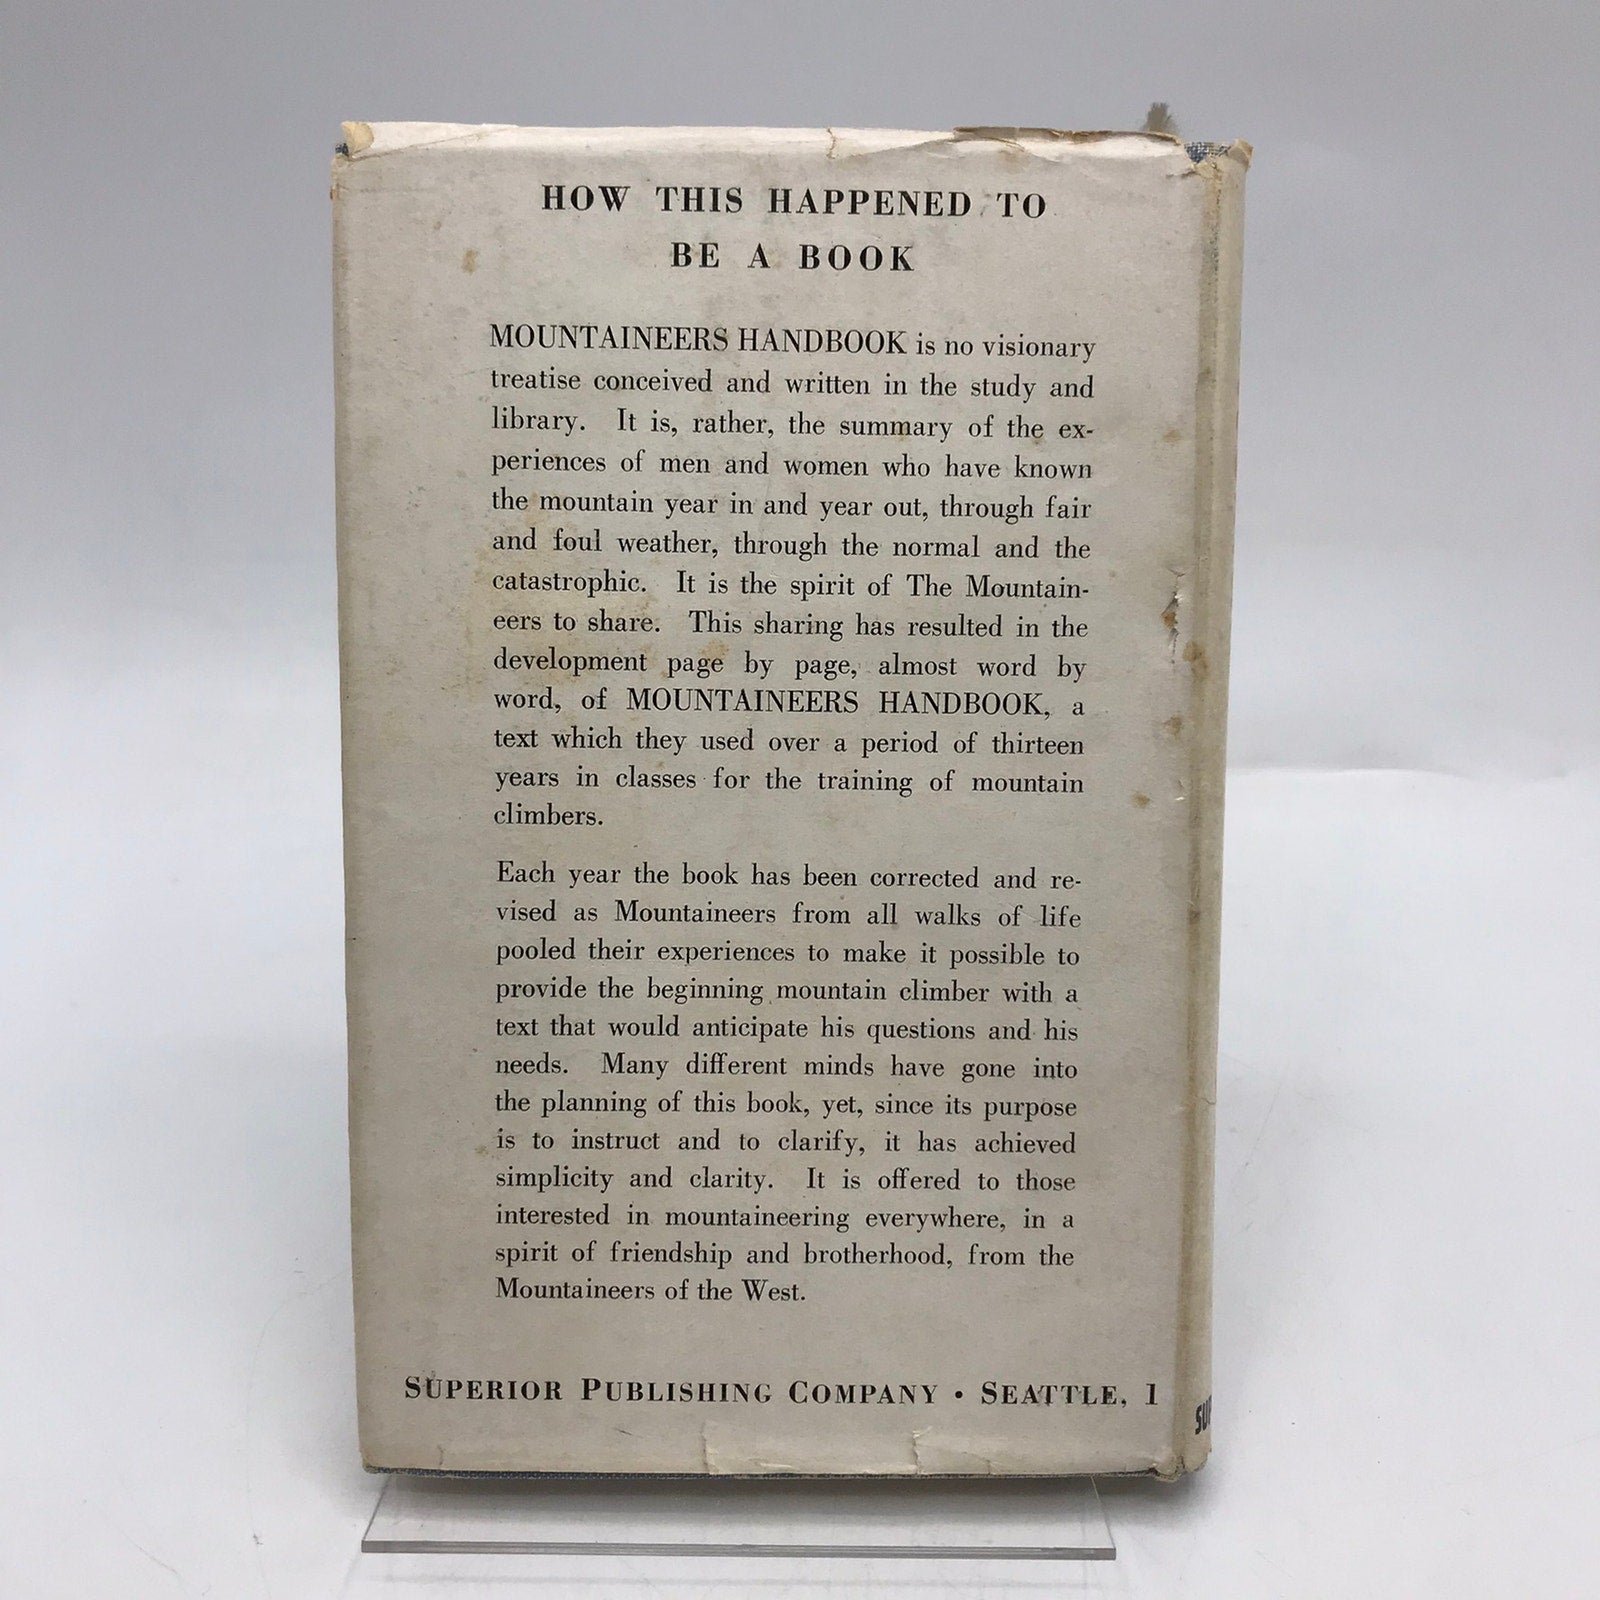 HOW THIS HAPPENED TO
BE A BOOK
MOUNTAINEERS HANDBOOK is no visionary
treatise conceived and written in the study and
library. It is, rather, the summary of the ex-
periences of men and women who have known
the mountain year in and year out, through fair
and foul weather, through the normal and the
catastrophic. It is the spirit of The Mountain-
eers to share. This sharing has resulted in the
development page by page, almost word by
word, of MOUNTAINEERS HANDBOOK, a
text which they used over a period of thirteen
years in classes for the training of mountain
climbers.
Each year the book has been corrected and re-
vised as Mountaineers from all walks of life
pooled their experiences to make it possible to
provide the beginning mountain climber with a
text that would anticipate his questions and his
needs. Many different minds have gone into
the planning of this book, yet, since its purpose
is to instruct and to clarify, it has achieved
simplicity and clarity. It is offered to those
interested in mountaineering everywhere, in a
spirit of friendship and brotherhood, from the
Mountaineers of the West.
SUPERIOR PUBLISHING COMPANY • SEATTLE, 1